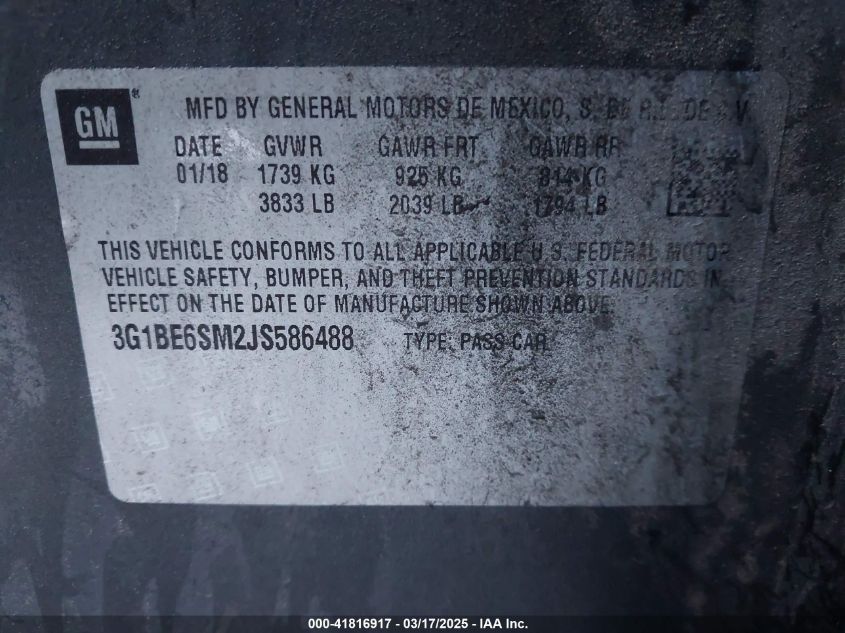 GM ®
MFD BY GENERAL MOTORS DE MEXICO, S. DE R.L. DE C.V.
DATE GVWR GAWR FRT GAWR RR
01/18 1739 KG 925 KG 814 KG
3833 LB 2039 LB 1794 LB
THIS VEHICLE CONFORMS TO ALL APPLICABLE U.S. FEDERAL MOTOR
VEHICLE SAFETY, BUMPER, AND THEFT PREVENTION STANDARDS IN
EFFECT ON THE DATE OF MANUFACTURE SHOWN ABOVE.
3G1BE6SM2JS586488 TYPE: PASS CAR
000-41816917 - 03/17/2025 - IAA Inc.